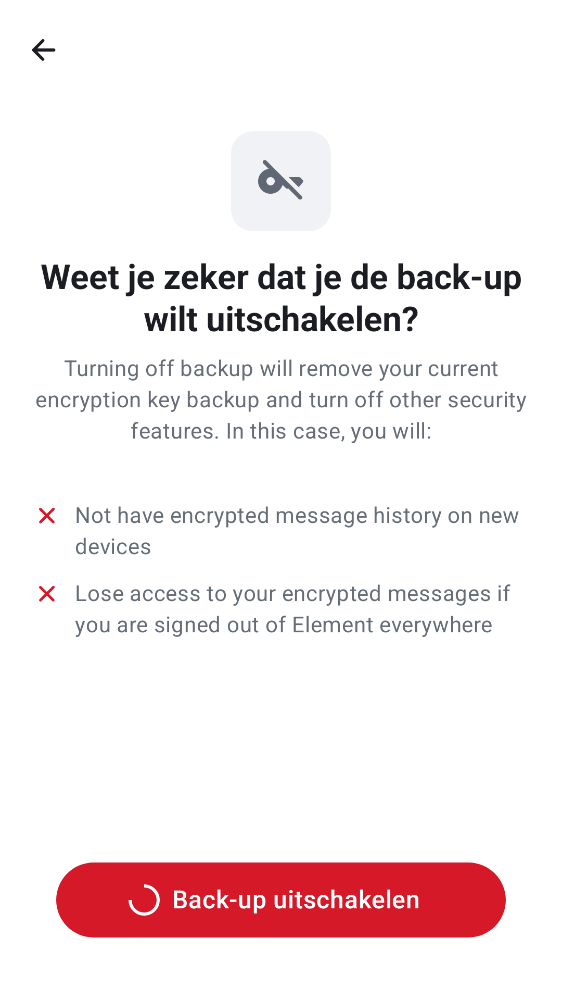 Weet je zeker dat je de back-up
wilt uitschakelen?
Turning off backup will remove your current
encryption key backup and turn off other security
features. In this case, you will:
Not have encrypted message history on new
devices
Lose access to your encrypted messages if
you are signed out of Element everywhere
Back-up uitschakelen